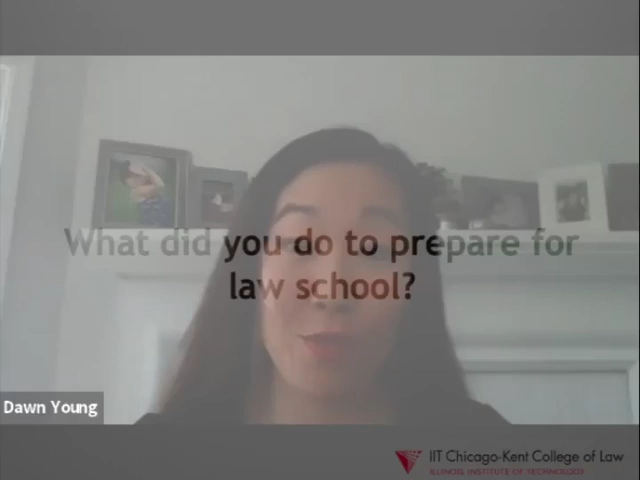 What did you do to prepare for
law school?
Dawn Young
IIT Chicago-Kent College of Law
ILLINOIS INSTITUTE OF TECHNOLOGY